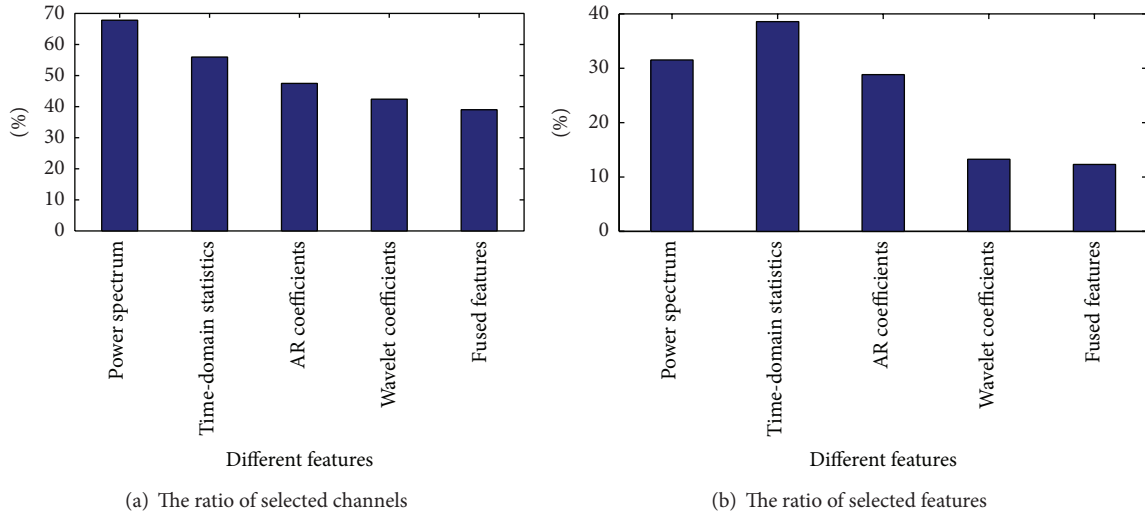 70
60
50
40
30
20
10
0
(%)
Power spectrum
Time-domain statistics
AR coefficients
Wavelet coefficients
Fused features
Different features
(a) The ratio of selected channels
40
30
20
10
0
(%)
Power spectrum
Time-domain statistics
AR coefficients
Wavelet coefficients
Fused features
Different features
(b) The ratio of selected features